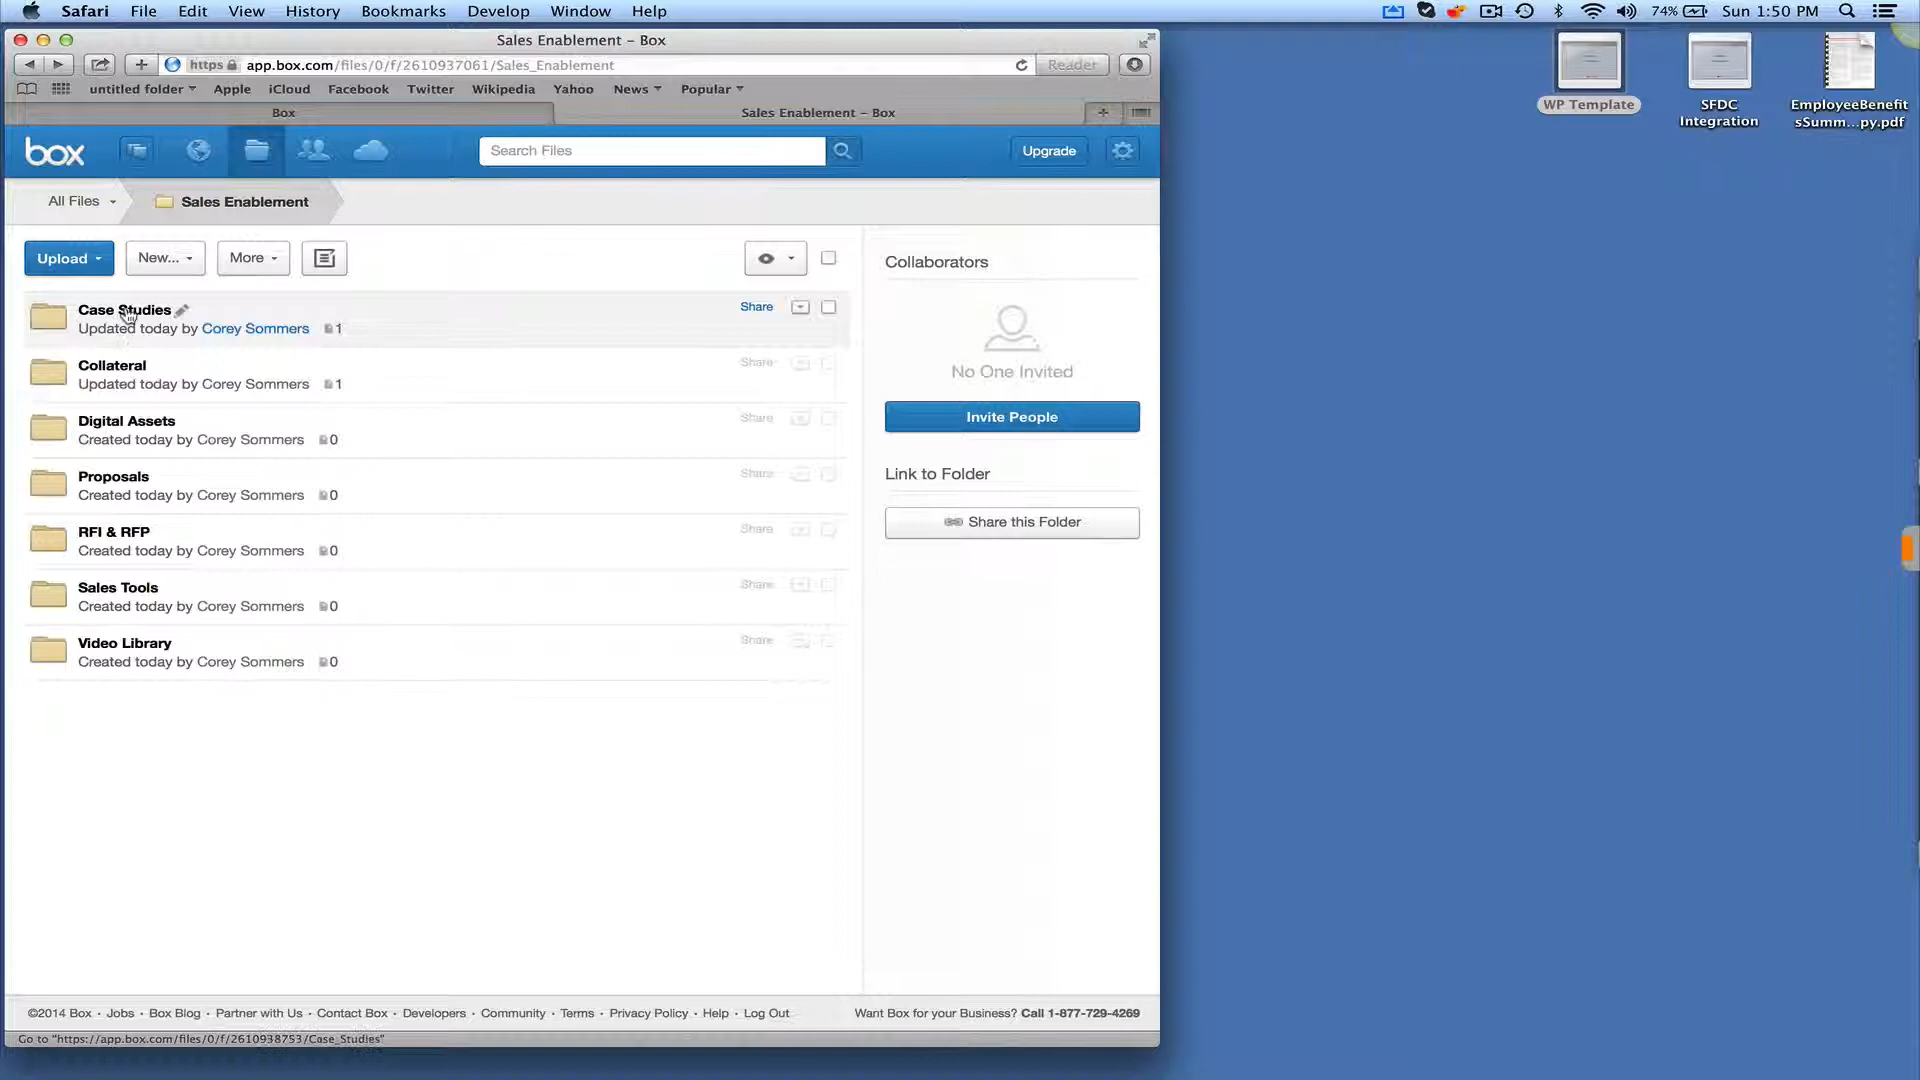 Safari File Edit View History Bookmarks Develop Window Help 74% Sun 1:50 PM
Sales Enablement – Box
https app.box.com/files/0/f/2610937061/Sales_Enablement Reader
untitled folder Apple iCloud Facebook Twitter Wikipedia Yahoo News Popular
Box Sales Enablement – Box
WP Template
SFDC
Integration
EmployeeBenefit
sSumm...py.pdf
box Search Files Upgrade
All Files Sales Enablement
Upload New... More
Case Studies Share
Updated today by Corey Sommers 1
Collateral Share
Updated today by Corey Sommers 1
Digital Assets Share
Created today by Corey Sommers 0
Proposals Share
Created today by Corey Sommers 0
RFI & RFP Share
Created today by Corey Sommers 0
Sales Tools Share
Created today by Corey Sommers 0
Video Library Share
Created today by Corey Sommers 0
Collaborators
No One Invited
Invite People
Link to Folder
Share this Folder
©2014 Box · Jobs · Box Blog · Partner with Us · Contact Box · Careers · Developers · Community · Terms · Privacy Policy · Help · Log Out Want Box for your Business? Call 1-877-729-4269
Go to "https://app.box.com/files/0/f/2610938753/Case_Studies"